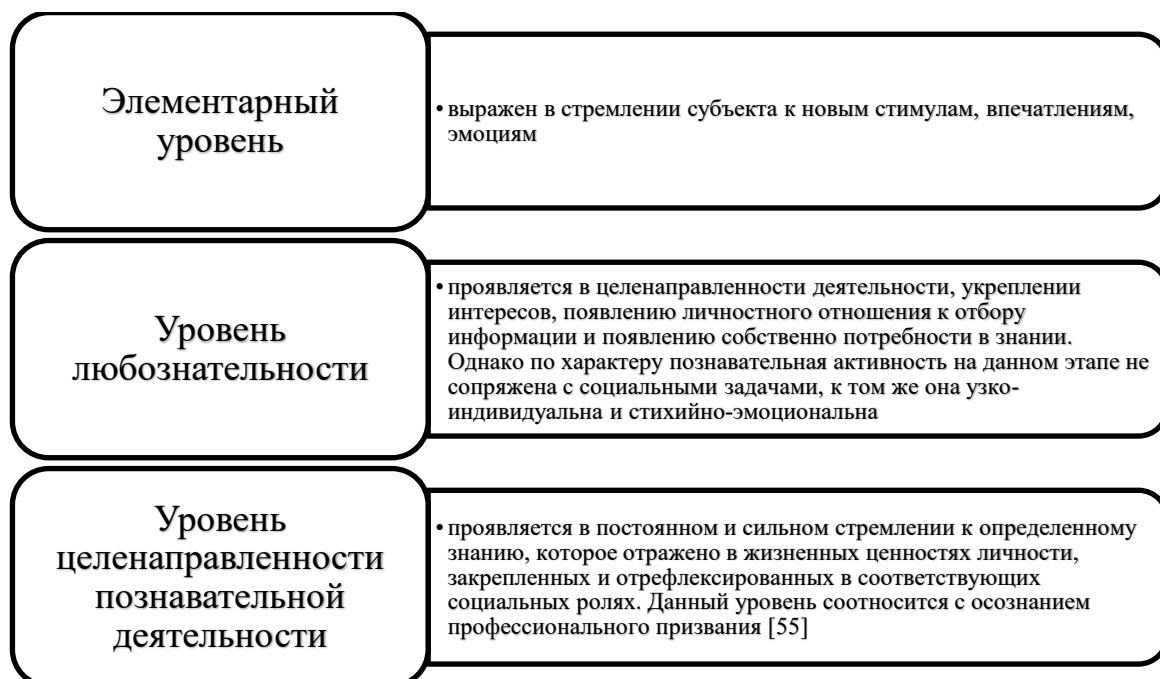 Элементарный
уровень
• выражен в стремлении субъекта к новым стимулам, впечатлениям,
эмоциям
Уровень
любознательности
• проявляется в целенаправленности деятельности, укреплении
интересов, появлению личностного отношения к отбору
информации и появлению собственно потребности в знании.
Однако по характеру познавательная активность на данном этапе не
сопряжена с социальными задачами, к том же она узко-
индивидуальна и стихийно-эмоциональна
Уровень
целенаправленности
познавательной
деятельности
• проявляется в постоянном и сильном стремлении к определенному
знанию, которое отражено в жизненных ценностях личности,
закрепленных и отрефлексированных в соответствующих
социальных ролях. Данный уровень соотносится с осознанием
профессионального призвания [55]